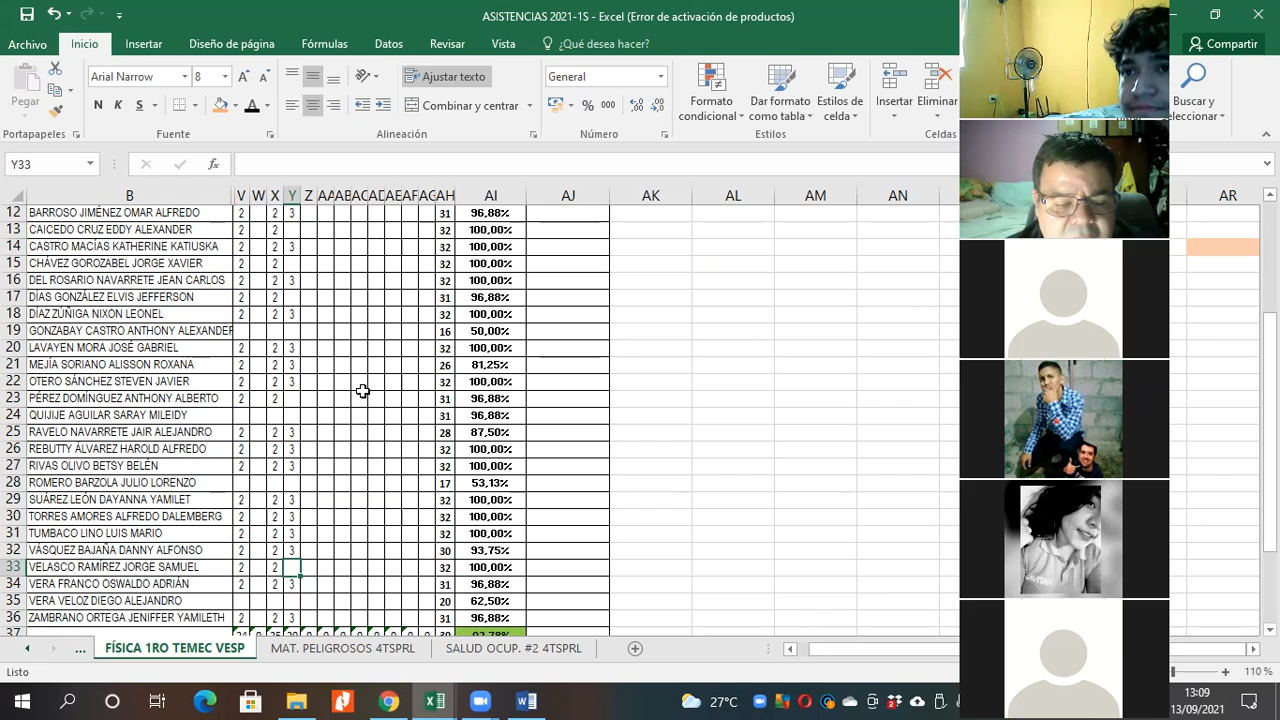 ASISTENCIAS 2021-1S - Excel (Error de activación de productos)
Archivo Inicio Insertar Diseño de página Fórmulas Datos Revisar Vista ¿Qué desea hacer? Compartir
Pegar Arial Narrow 8 Ajustar texto General Formato condicional Dar formato como tabla Estilos de celda Insertar Eliminar Buscar y seleccionar
N K S Combinar y centrar % 000
Portapapeles Fuente Alineación Número Estilos Celdas
Y33 fx
B V W X Y Z AA AB AC AD AE AF AG AH AI AJ AK AL AM AN AR
12 BARROSO JIMÉNEZ OMAR ALFREDO 2 2 3 31 96,88%
13 CAICEDO CRUZ EDDY ALEXANDER 2 2 32 100,00%
14 CASTRO MACÍAS KATHERINE KATIUSKA 2 2 3 32 100,00%
15 CHÁVEZ GOROZABEL JORGE XAVIER 2 2 32 100,00%
16 DEL ROSARIO NAVARRETE JEAN CARLOS 2 2 3 32 100,00%
17 DÍAS GONZÁLEZ ELVIS JEFFERSON 2 2 31 96,88%
18 DÍAZ ZÚÑIGA NIXON LEONEL 2 2 3 32 100,00%
19 GONZABAY CASTRO ANTHONY ALEXANDER 16 50,00%
20 LAVAYEN MORA JOSÉ GABRIEL 2 2 3 32 100,00%
21 MEJÍA SORIANO ALISSON ROXANA 2 2 3 26 81,25%
22 OTERO SÁNCHEZ STEVEN JAVIER 2 2 3 32 100,00%
23 PÉREZ DOMÍNGUEZ ANTHONY ALBERTO 2 2 31 96,88%
24 QUIJIJE AGUILAR SARAY MILEIDY 31 96,88%
25 RAVELO NAVARRETE JAIR ALEJANDRO 2 2 3 28 87,50%
26 REBUTTY ÁLVAREZ HAROLD ALFREDO 2 2 3 32 100,00%
27 RIVAS OLIVO BETSY BELÉN 2 2 3 32 100,00%
28 ROMERO BARZOLA JULIO LORENZO 17 53,13%
29 SUÁREZ LEÓN DAYANNA YAMILET 2 2 3 32 100,00%
30 TORRES AMORES ALFREDO DALEMBERG 2 2 3 32 100,00%
31 TUMBACO LINO LUIS MARIO 2 2 3 32 100,00%
32 VÁSQUEZ BAJAÑA DANNY ALFONSO 2 2 3 30 93,75%
33 VELASCO RAMÍREZ JORGE SAMUEL 2 2 32 100,00%
34 VERA FRANCO OSWALDO ADRIÁN 2 2 3 31 96,88%
35 VERA VELOZ DIEGO ALEJANDRO 20 62,50%
36 ZAMBRANO ORTEGA JENIFFER YAMILETH 2 2 3 31 96,88%
37
... FÍSICA 1RO TEMEC VESP MAT. PELIGROSOS 4TSPRL SALUD OCUP. #2 4TSPRL
Listo 110 %
27°C 13:09
13/09/2021